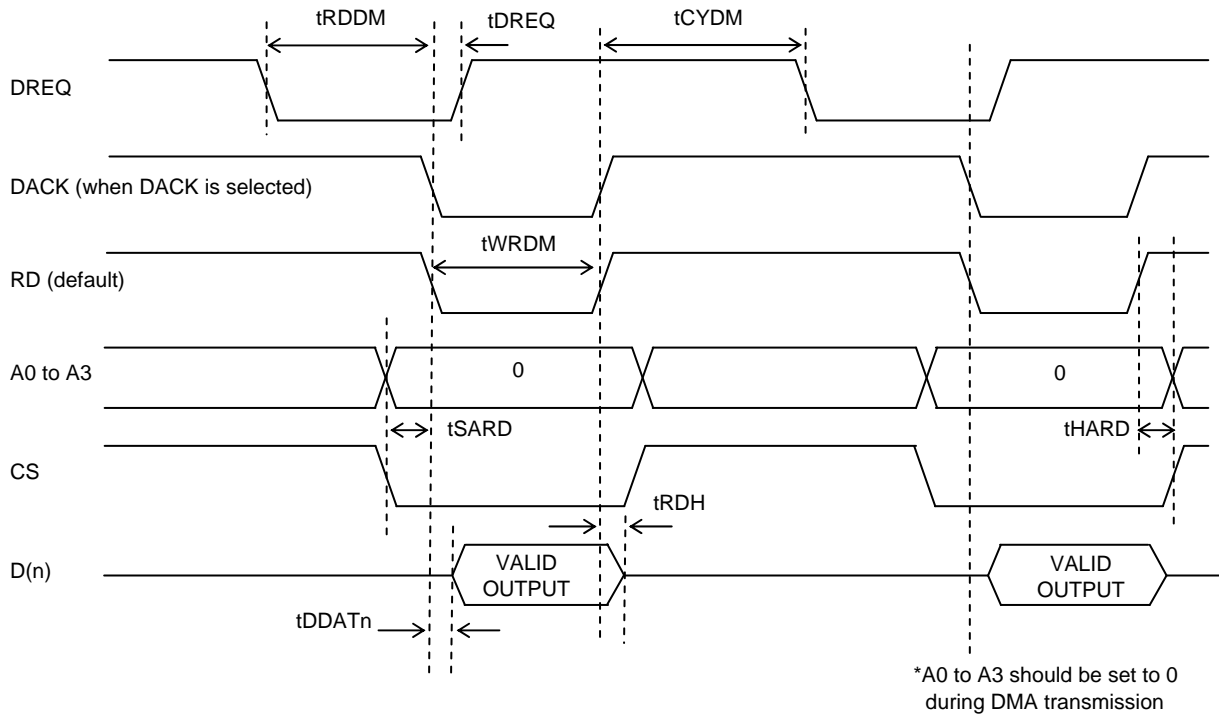 tRDDM
tDREQ
tCYDM
DREQ
DACK (when DACK is selected)
tWRDM
RD (default)
A0 to A3
0
0
tSARD
tHARD
CS
tRDH
D(n)
VALID
OUTPUT
VALID
OUTPUT
tDDATn
*A0 to A3 should be set to 0
during DMA transmission